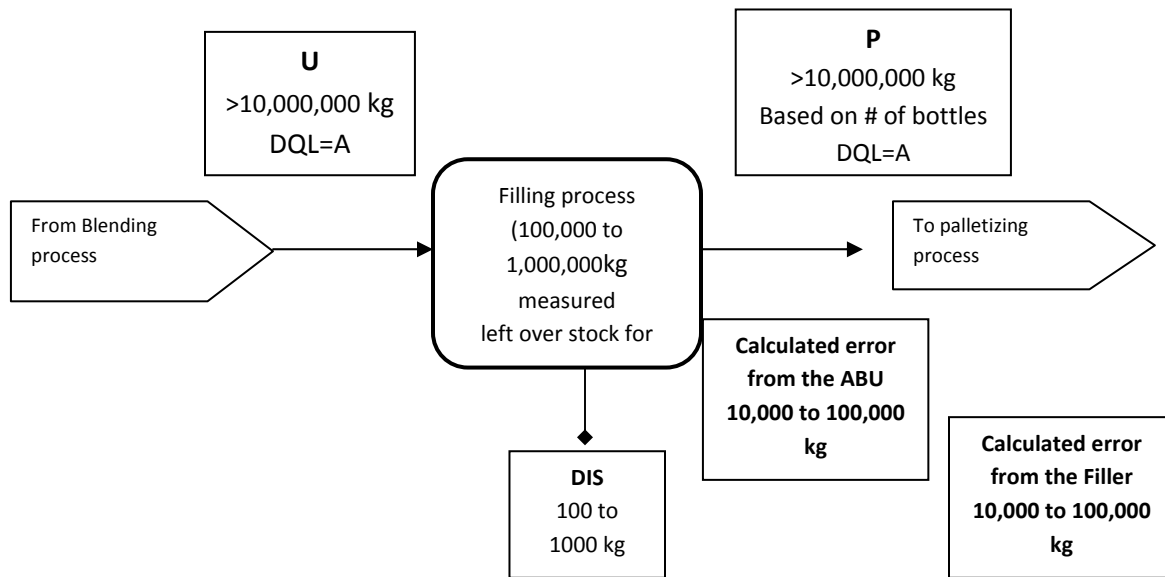 U
>10,000,000 kg
DQL=A
P
>10,000,000 kg
Based on # of bottles
DQL=A
From Blending
process
Filling process
(100,000 to
1,000,000kg
measured
left over stock for
To palletizing
process
Calculated error
from the ABU
10,000 to 100,000
kg
Calculated error
from the Filler
10,000 to 100,000
kg
DIS
100 to
1000 kg